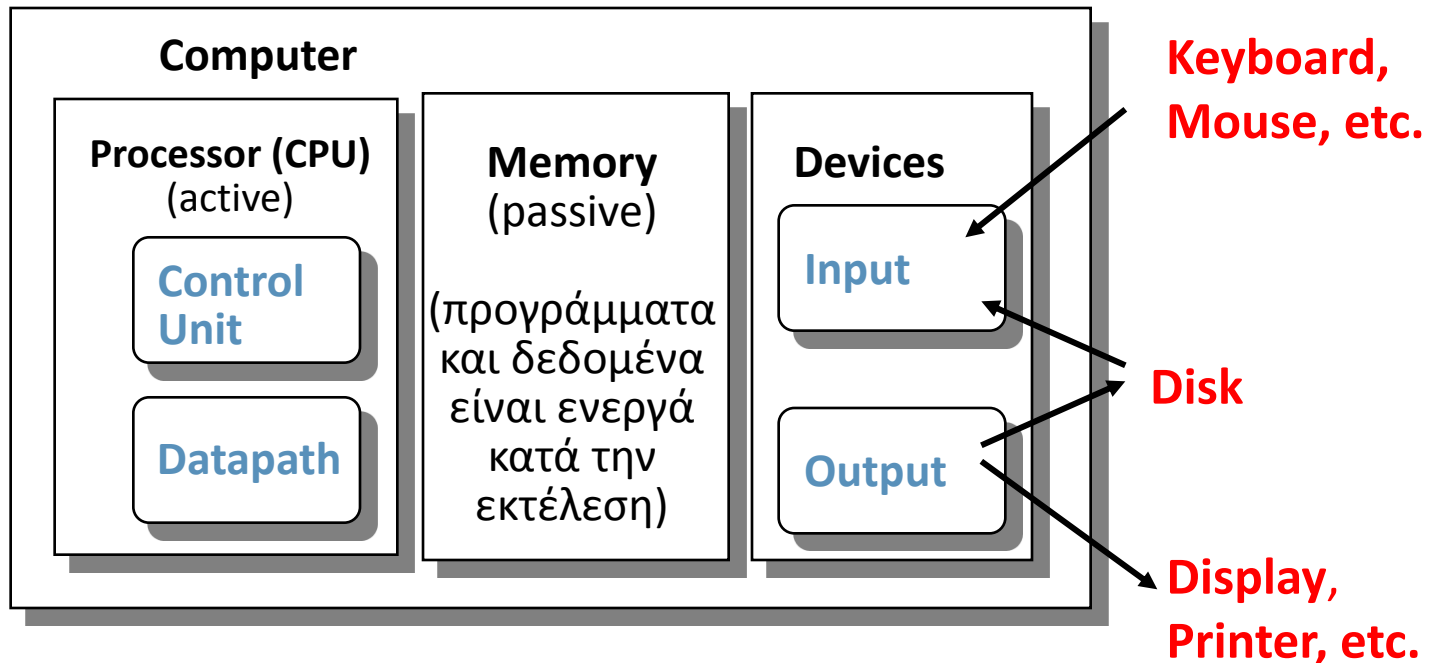 Computer
Processor (CPU)
(active)
Control
Unit
Datapath
Memory
(passive)
(προγράμματα
και δεδομένα
είναι ενεργά
κατά την
εκτέλεση)
Devices
Input
Output
Keyboard,
Mouse, etc.
Disk
Display,
Printer, etc.